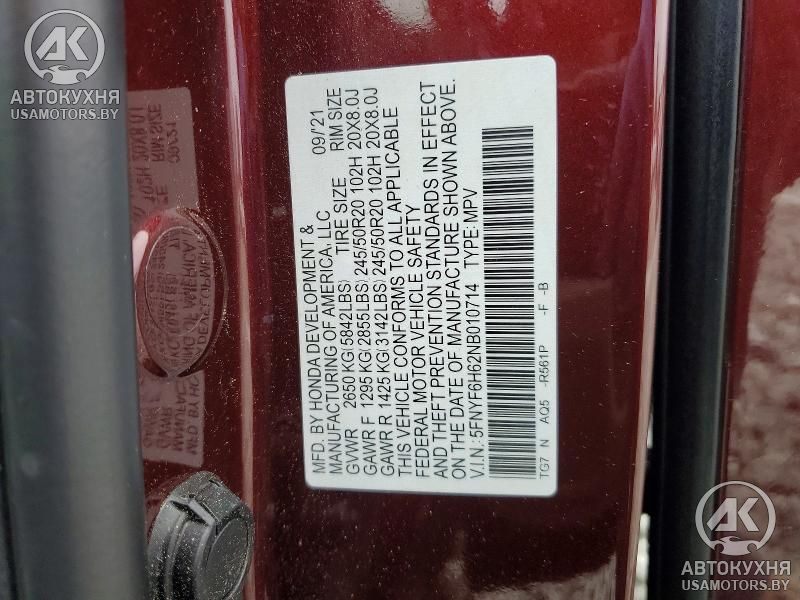 АВТОКУХНЯ
USAMOTORS.BY
MFD. BY HONDA DEVELOPMENT &
MANUFACTURING OF AMERICA, LLC 09/'21
GVWR 2650 KG(5842LBS) TIRE SIZE RIM SIZE
GAWR F 1295 KG(2855LBS) 245/50R20 102H 20X8.0J
GAWR R 1425 KG(3142LBS) 245/50R20 102H 20X8.0J
THIS VEHICLE CONFORMS TO ALL APPLICABLE
FEDERAL MOTOR VEHICLE SAFETY
AND THEFT PREVENTION STANDARDS IN EFFECT
ON THE DATE OF MANUFACTURE SHOWN ABOVE.
V.I.N.: 5FNYF6H62NB010714 TYPE: MPV
TG7 N AQ5 -R561P -F -B
АК
АВТОКУХНЯ
USAMOTORS.BY